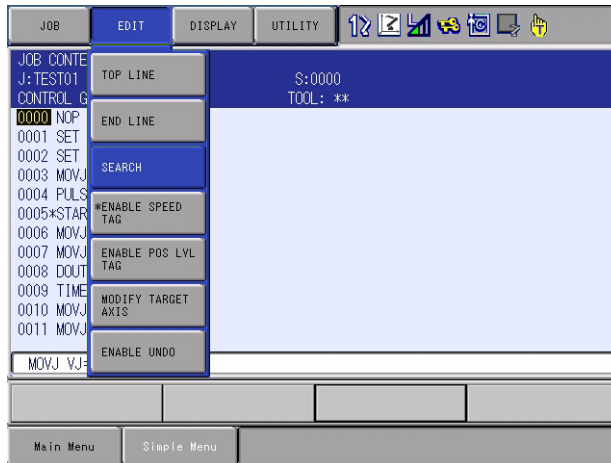 JOB EDIT DISPLAY UTILITY
JOB CONTE
J:TEST01 S:0000
CONTROL G TOOL: **
0000 NOP
0001 SET
0002 SET
0003 MOVJ
0004 PULS
0005*STAR
0006 MOVJ
0007 MOVJ
0008 DOUT
0009 TIME
0010 MOVJ
0011 MOVJ
TOP LINE
END LINE
SEARCH
*ENABLE SPEED
TAG
ENABLE POS LVL
TAG
MODIFY TARGET
AXIS
ENABLE UNDO
MOVJ VJ=
Main Menu Simple Menu